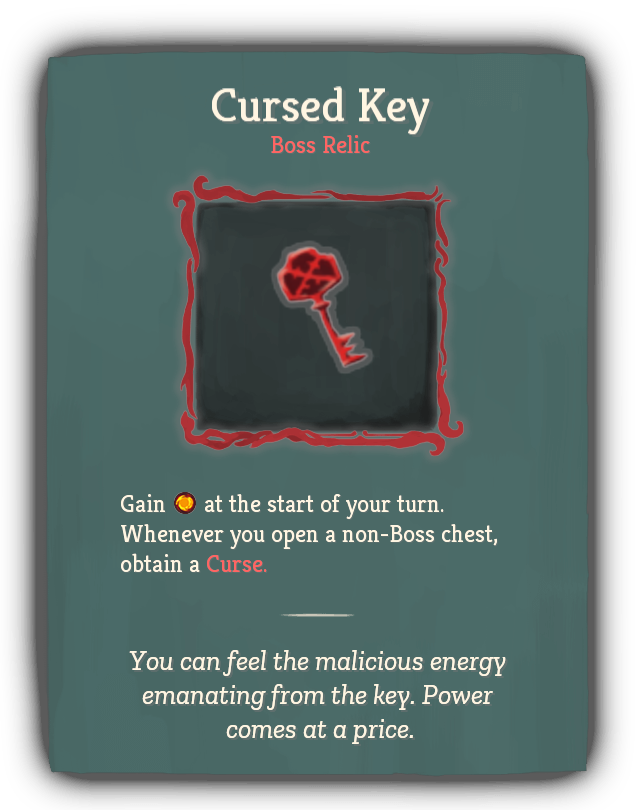 Cursed Key
Boss Relic
Gain at the start of your turn.
Whenever you open a non-Boss chest,
obtain a Curse.
You can feel the malicious energy
emanating from the key. Power
comes at a price.